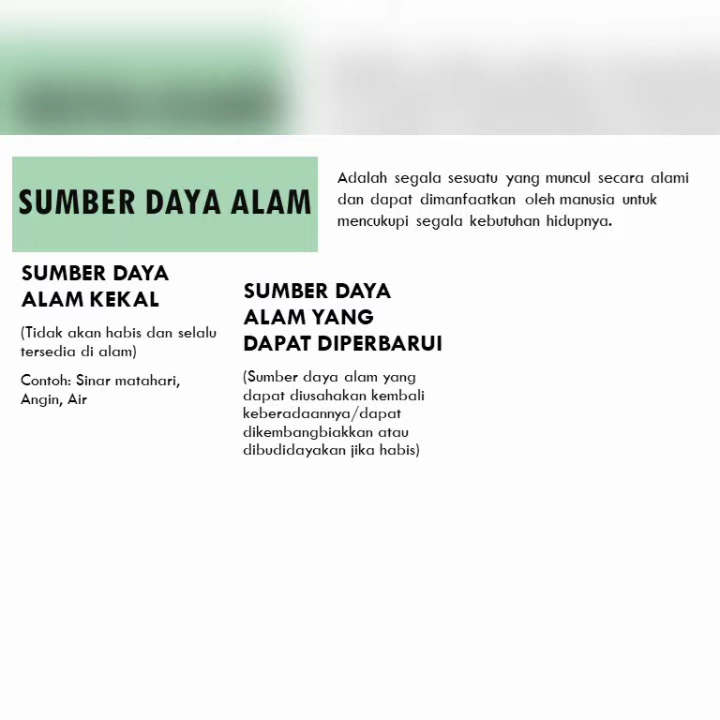 SUMBER DAYA ALAM
Adalah segala sesuatu yang muncul secara alami
dan dapat dimanfaatkan oleh manusia untuk
mencukupi segala kebutuhan hidupnya.
SUMBER DAYA
ALAM KEKAL
(Tidak akan habis dan selalu
tersedia di alam)
Contoh: Sinar matahari,
Angin, Air
SUMBER DAYA
ALAM YANG
DAPAT DIPERBARUI
(Sumber daya alam yang
dapat diusahakan kembali
keberadaannya/dapat
dikembangbiakkan atau
dibudidayakan jika habis)